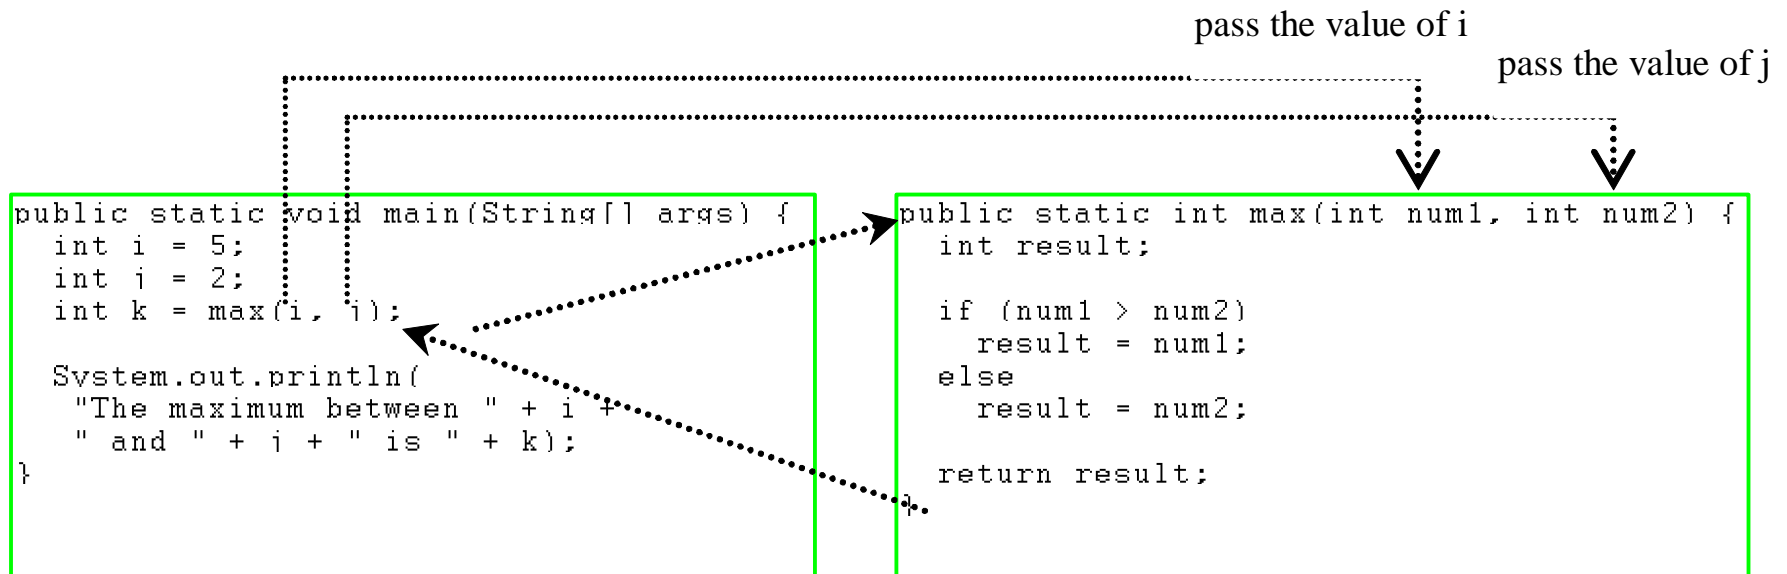 pass the value of i
pass the value of j
public static void main(String[] args) {
  int i = 5;
  int j = 2;
  int k = max(i, j);
  System.out.println(
   "The maximum between " + i +
   " and " + j + " is " + k);
}
public static int max(int num1, int num2) {
  int result;
  if (num1 > num2)
    result = num1;
  else
    result = num2;
  return result;
}